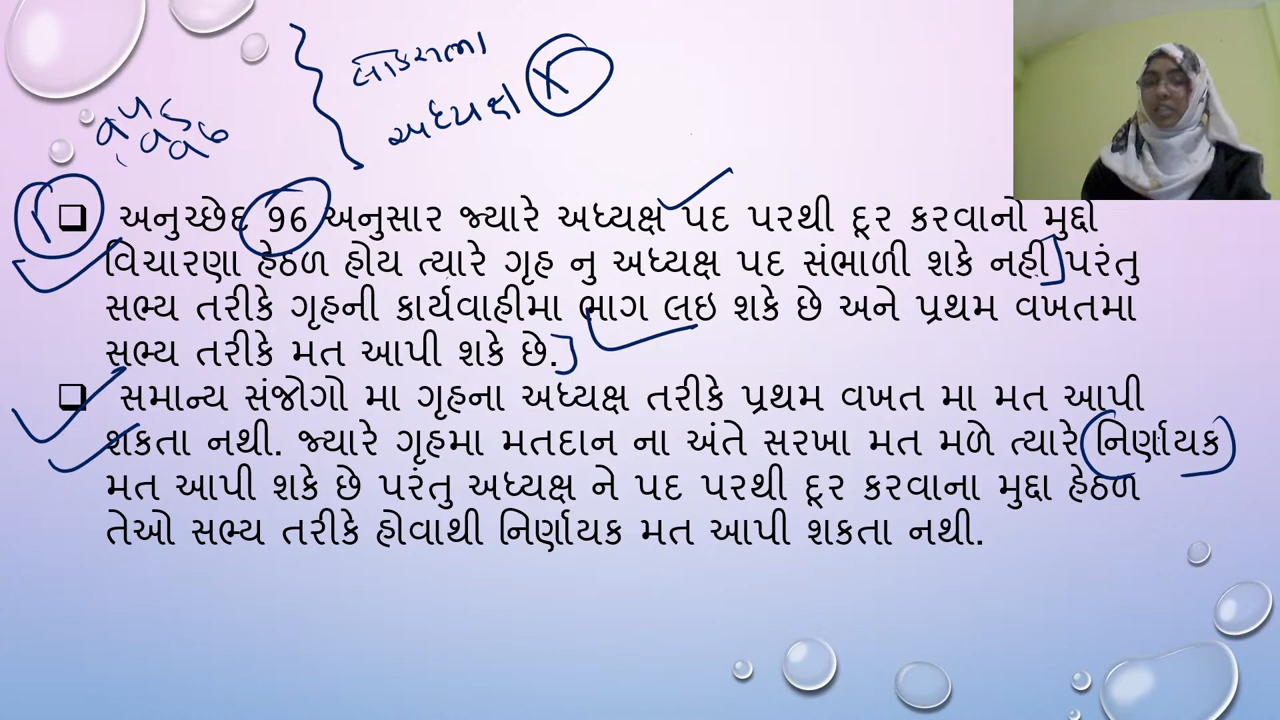 લોકસભા
અધ્યક્ષ X
૯૫
૯૬
૯૭
અનુચ્છેદ 96 અનુસાર જ્યારે અધ્યક્ષ પદ પરથી દૂર કરવાનો મુદ્દો
વિચારણા હેઠળ હોય ત્યારે ગૃહ નુ અધ્યક્ષ પદ સંભાળી શકે નહી પરંતુ
સભ્ય તરીકે ગૃહની કાર્યવાહીમા ભાગ લઇ શકે છે અને પ્રથમ વખતમા
સભ્ય તરીકે મત આપી શકે છે.
સમાન્ય સંજોગો મા ગૃહના અધ્યક્ષ તરીકે પ્રથમ વખત મા મત આપી
શકતા નથી. જ્યારે ગૃહમા મતદાન ના અંતે સરખા મત મળે ત્યારે નિર્ણાયક
મત આપી શકે છે પરંતુ અધ્યક્ષ ને પદ પરથી દૂર કરવાના મુદ્દા હેઠળ
તેઓ સભ્ય તરીકે હોવાથી નિર્ણાયક મત આપી શકતા નથી.